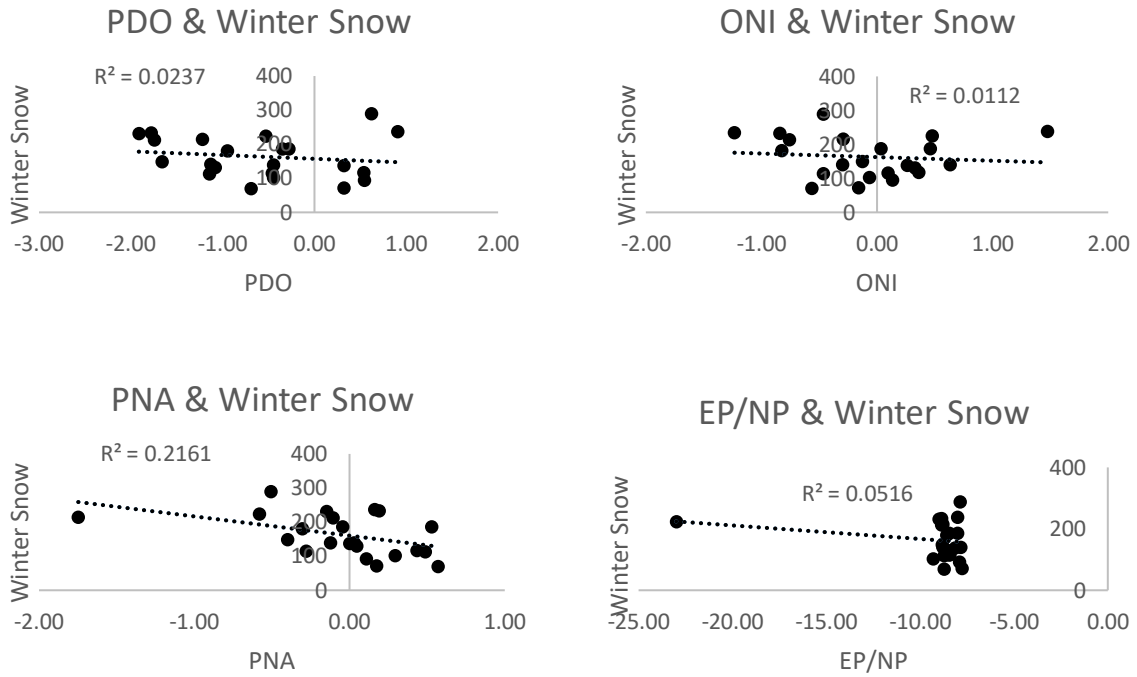 PDO & Winter Snow
R² = 0.0237
Winter Snow
400
300
200
100
0
-3.00 -2.00 -1.00 0.00 1.00 2.00
PDO
ONI & Winter Snow
R² = 0.0112
Winter Snow
400
300
200
100
0
-2.00 -1.00 0.00 1.00 2.00
ONI
PNA & Winter Snow
R² = 0.2161
Winter Snow
400
300
200
100
0
-2.00 -1.00 0.00 1.00
PNA
EP/NP & Winter Snow
R² = 0.0516
Winter Snow
400
200
0
-25.00 -20.00 -15.00 -10.00 -5.00 0.00
EP/NP